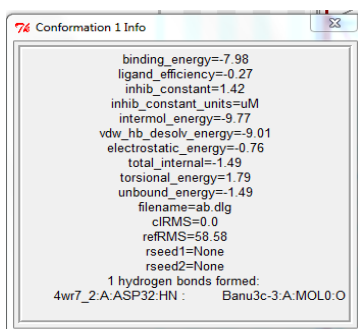 Conformation 1 Info
binding_energy=-7.98
ligand_efficiency=-0.27
inhib_constant=1.42
inhib_constant_units=uM
intermol_energy=-9.77
vdw_hb_desolv_energy=-9.01
electrostatic_energy=-0.76
total_internal=-1.49
torsional_energy=1.79
unbound_energy=-1.49
filename=ab.dlg
clRMS=0.0
refRMS=58.58
rseed1=None
rseed2=None
1 hydrogen bonds formed:
4wr7_2:A:ASP32:HN : Banu3c-3:A:MOL0:O